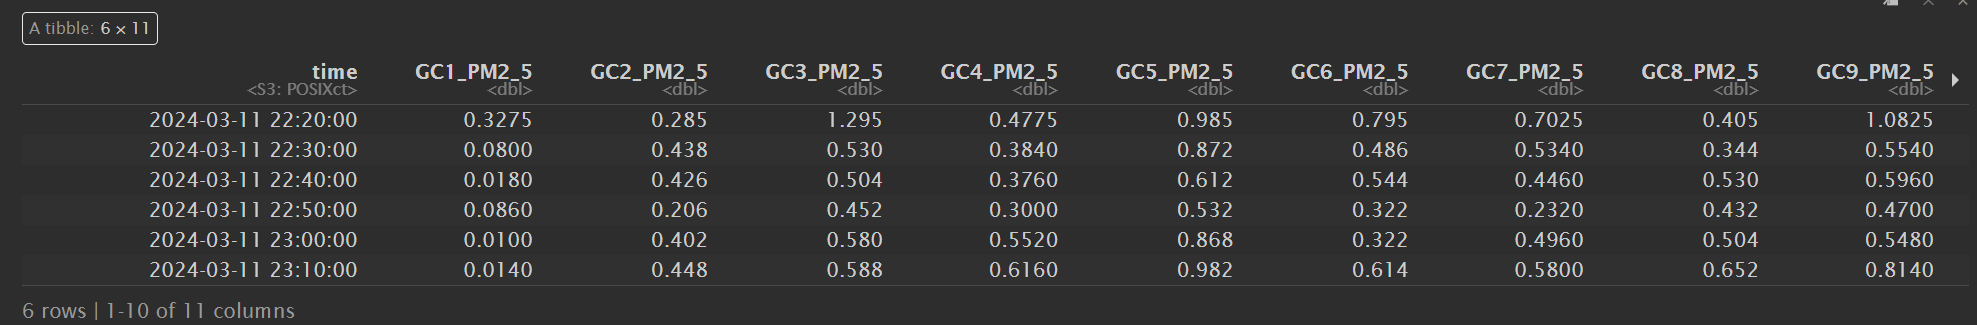 A tibble: 6 × 11
time GC1_PM2_5 GC2_PM2_5 GC3_PM2_5 GC4_PM2_5 GC5_PM2_5 GC6_PM2_5 GC7_PM2_5 GC8_PM2_5 GC9_PM2_5
<S3: POSIXct> <dbl> <dbl> <dbl> <dbl> <dbl> <dbl> <dbl> <dbl> <dbl>
2024-03-11 22:20:00 0.3275 0.285 1.295 0.4775 0.985 0.795 0.7025 0.405 1.0825
2024-03-11 22:30:00 0.0800 0.438 0.530 0.3840 0.872 0.486 0.5340 0.344 0.5540
2024-03-11 22:40:00 0.0180 0.426 0.504 0.3760 0.612 0.544 0.4460 0.530 0.5960
2024-03-11 22:50:00 0.0860 0.206 0.452 0.3000 0.532 0.322 0.2320 0.432 0.4700
2024-03-11 23:00:00 0.0100 0.402 0.580 0.5520 0.868 0.322 0.4960 0.504 0.5480
2024-03-11 23:10:00 0.0140 0.448 0.588 0.6160 0.982 0.614 0.5800 0.652 0.8140
6 rows | 1-10 of 11 columns